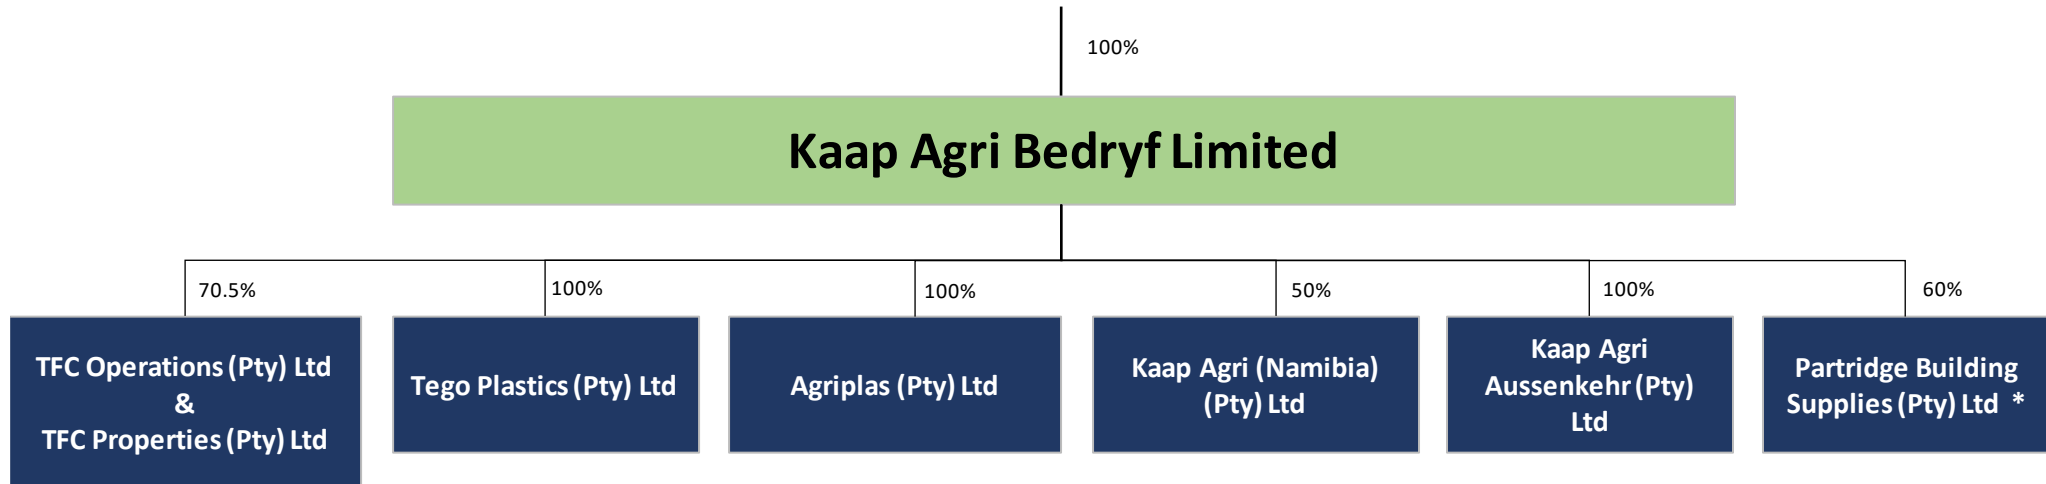 100%
Kaap Agri Bedryf Limited
70.5%
100%
100%
50%
100%
60%
TFC Operations (Pty) Ltd
&
TFC Properties (Pty) Ltd
Tego Plastics (Pty) Ltd
Agriplas (Pty) Ltd
Kaap Agri (Namibia)
(Pty) Ltd
Kaap Agri
Aussenkehr (Pty)
Ltd
Partridge Building
Supplies (Pty) Ltd *